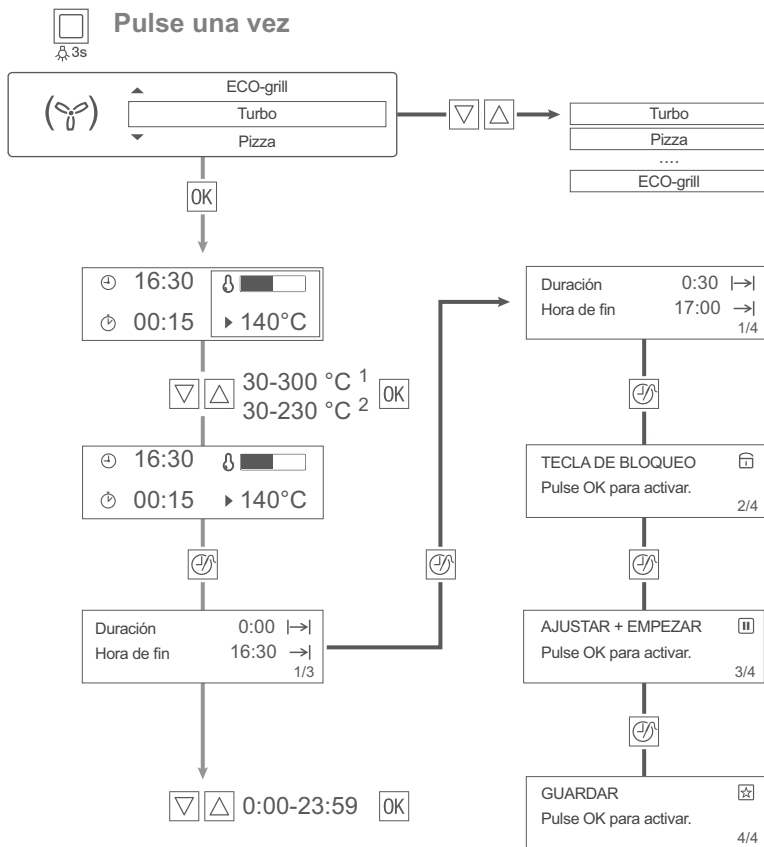 Pulse una vez
3s
ECO-grill
Turbo
Pizza
Turbo
Pizza
....
ECO-grill
OK
16:30
00:15 140°C
30-300 °C 1
30-230 °C 2
OK
16:30
00:15 140°C
Duración 0:00
Hora de fin 16:30
1/3
0:00-23:59 OK
Duración 0:30
Hora de fin 17:00
1/4
TECLA DE BLOQUEO
Pulse OK para activar.
2/4
AJUSTAR + EMPEZAR
Pulse OK para activar.
3/4
GUARDAR
Pulse OK para activar.
4/4